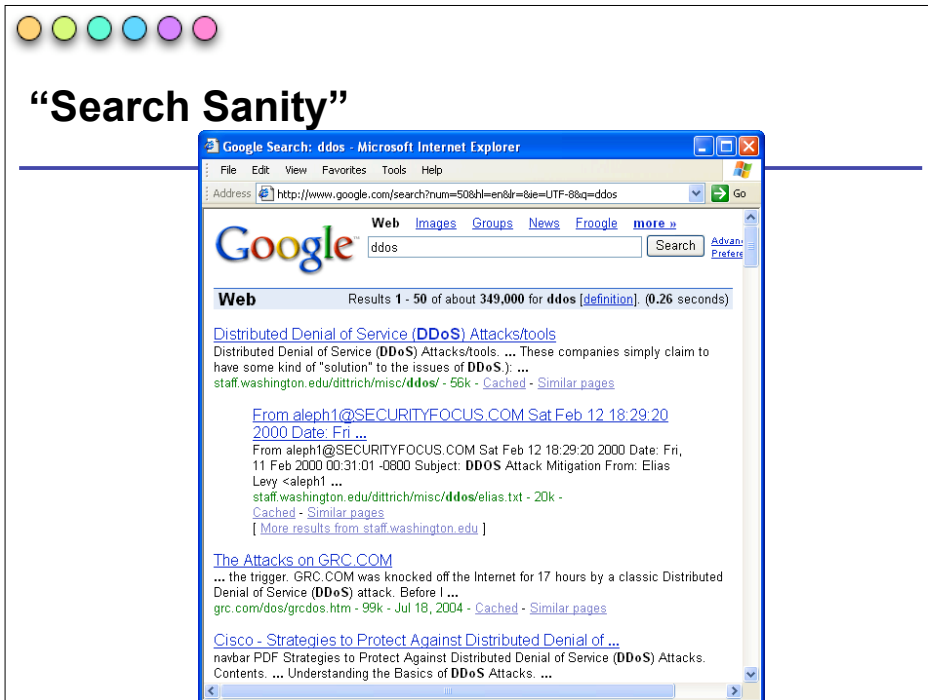 “Search Sanity”
Google Search: ddos - Microsoft Internet Explorer
File Edit View Favorites Tools Help
Address http://www.google.com/search?num=50&hl=en&lr=&ie=UTF-8&q=ddos Go
Google™
Web Images Groups News Froogle more »
ddos Search
Advan
Prefere
Web Results 1 - 50 of about 349,000 for ddos [definition]. (0.26 seconds)
Distributed Denial of Service (DDoS) Attacks/tools
Distributed Denial of Service (DDoS) Attacks/tools. ... These companies simply claim to
have some kind of "solution" to the issues of DDoS.): ...
staff.washington.edu/dittrich/misc/ddos/ - 56k - Cached - Similar pages
From aleph1@SECURITYFOCUS.COM Sat Feb 12 18:29:20
2000 Date: Fri ...
From aleph1@SECURITYFOCUS.COM Sat Feb 12 18:29:20 2000 Date: Fri,
11 Feb 2000 00:31:01 -0800 Subject: DDOS Attack Mitigation From: Elias
Levy <aleph1 ...
staff.washington.edu/dittrich/misc/ddos/elias.txt - 20k -
Cached - Similar pages
[ More results from staff.washington.edu ]
The Attacks on GRC.COM
... the trigger. GRC.COM was knocked off the Internet for 17 hours by a classic Distributed
Denial of Service (DDoS) attack. Before I ...
grc.com/dos/grcdos.htm - 99k - Jul 18, 2004 - Cached - Similar pages
Cisco - Strategies to Protect Against Distributed Denial of ...
navbar PDF Strategies to Protect Against Distributed Denial of Service (DDoS) Attacks.
Contents. ... Understanding the Basics of DDoS Attacks. ...